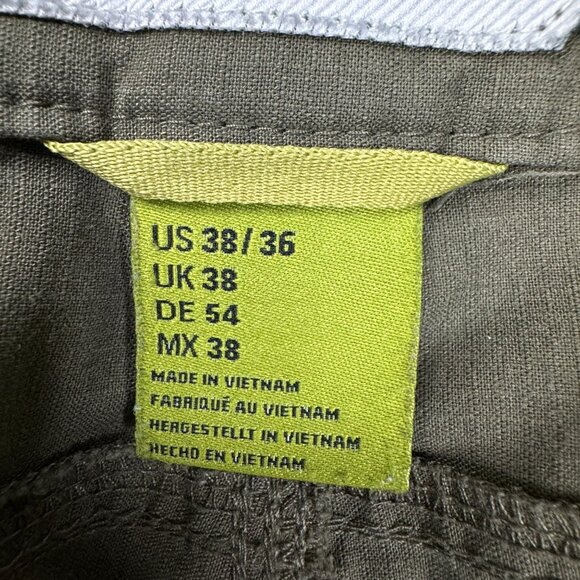 US 38/36
UK 38
DE 54
MX 38
MADE IN VIETNAM
FABRIQUÉ AU VIETNAM
HERGESTELLT IN VIETNAM
HECHO EN VIETNAM